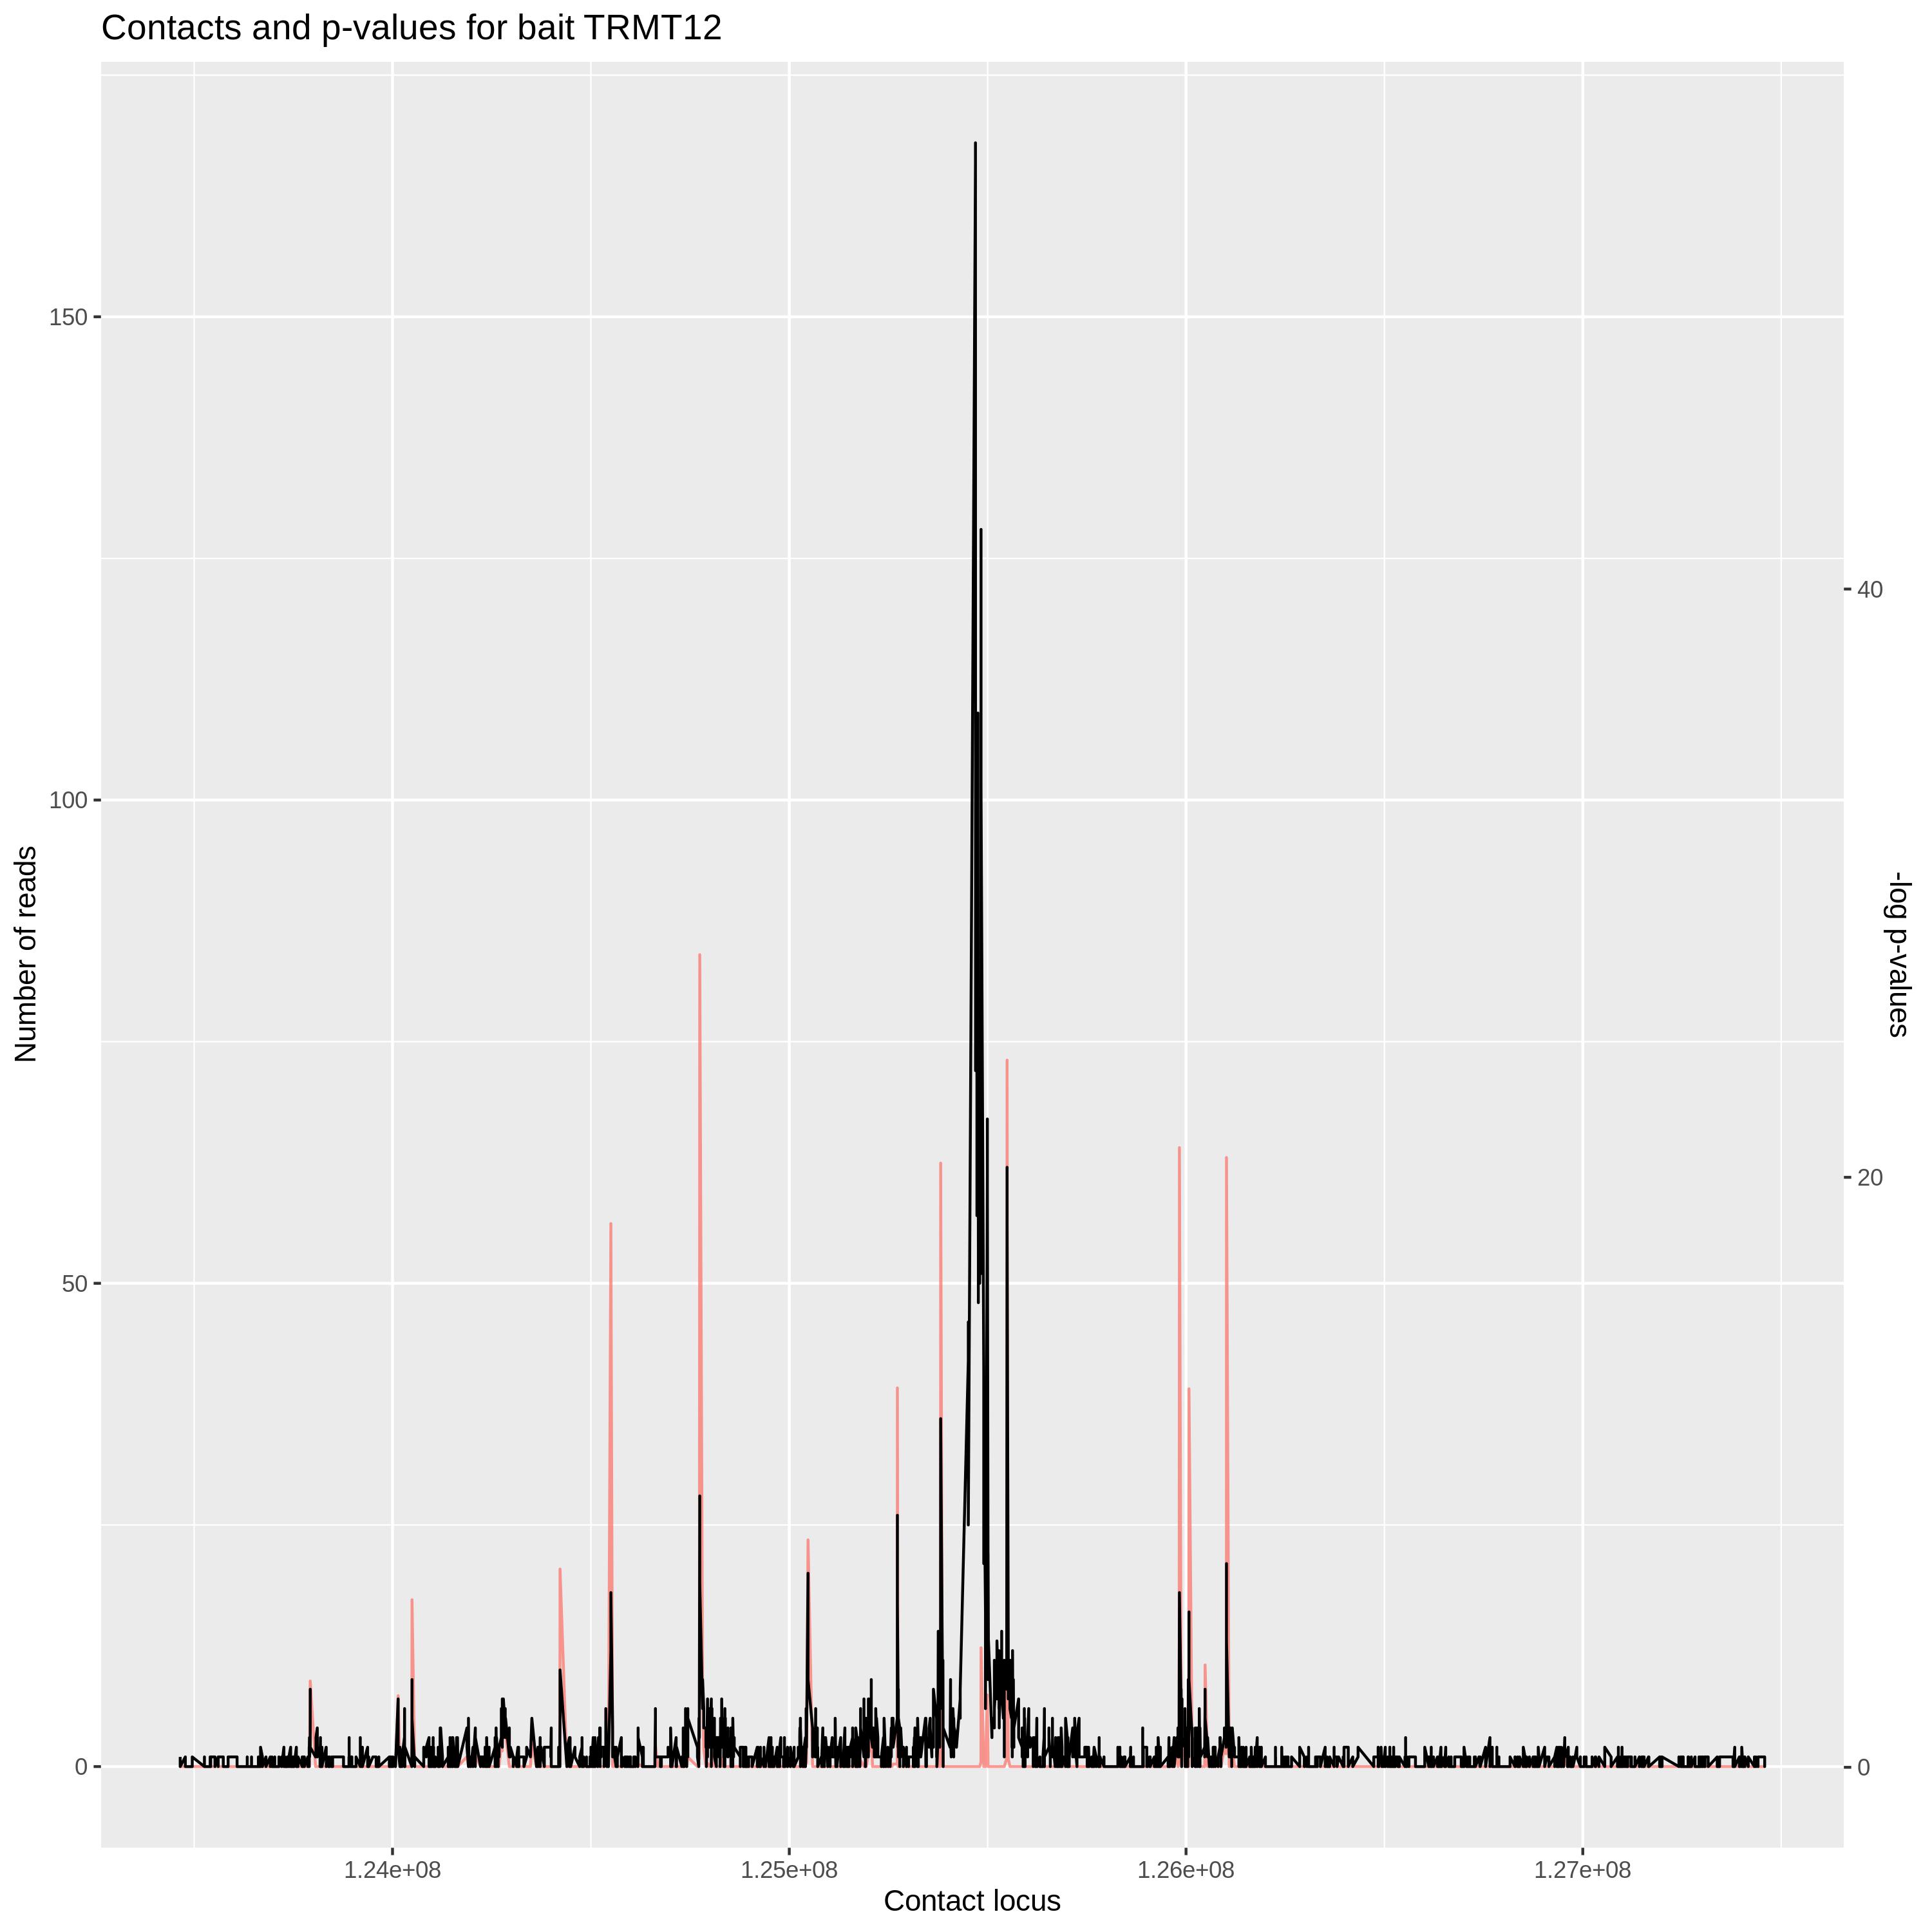 Contacts and p-values for bait TRMT12
Number of reads
150
100
50
0
-log p-values
40
20
0
1.24e+08
1.25e+08
1.26e+08
1.27e+08
Contact locus